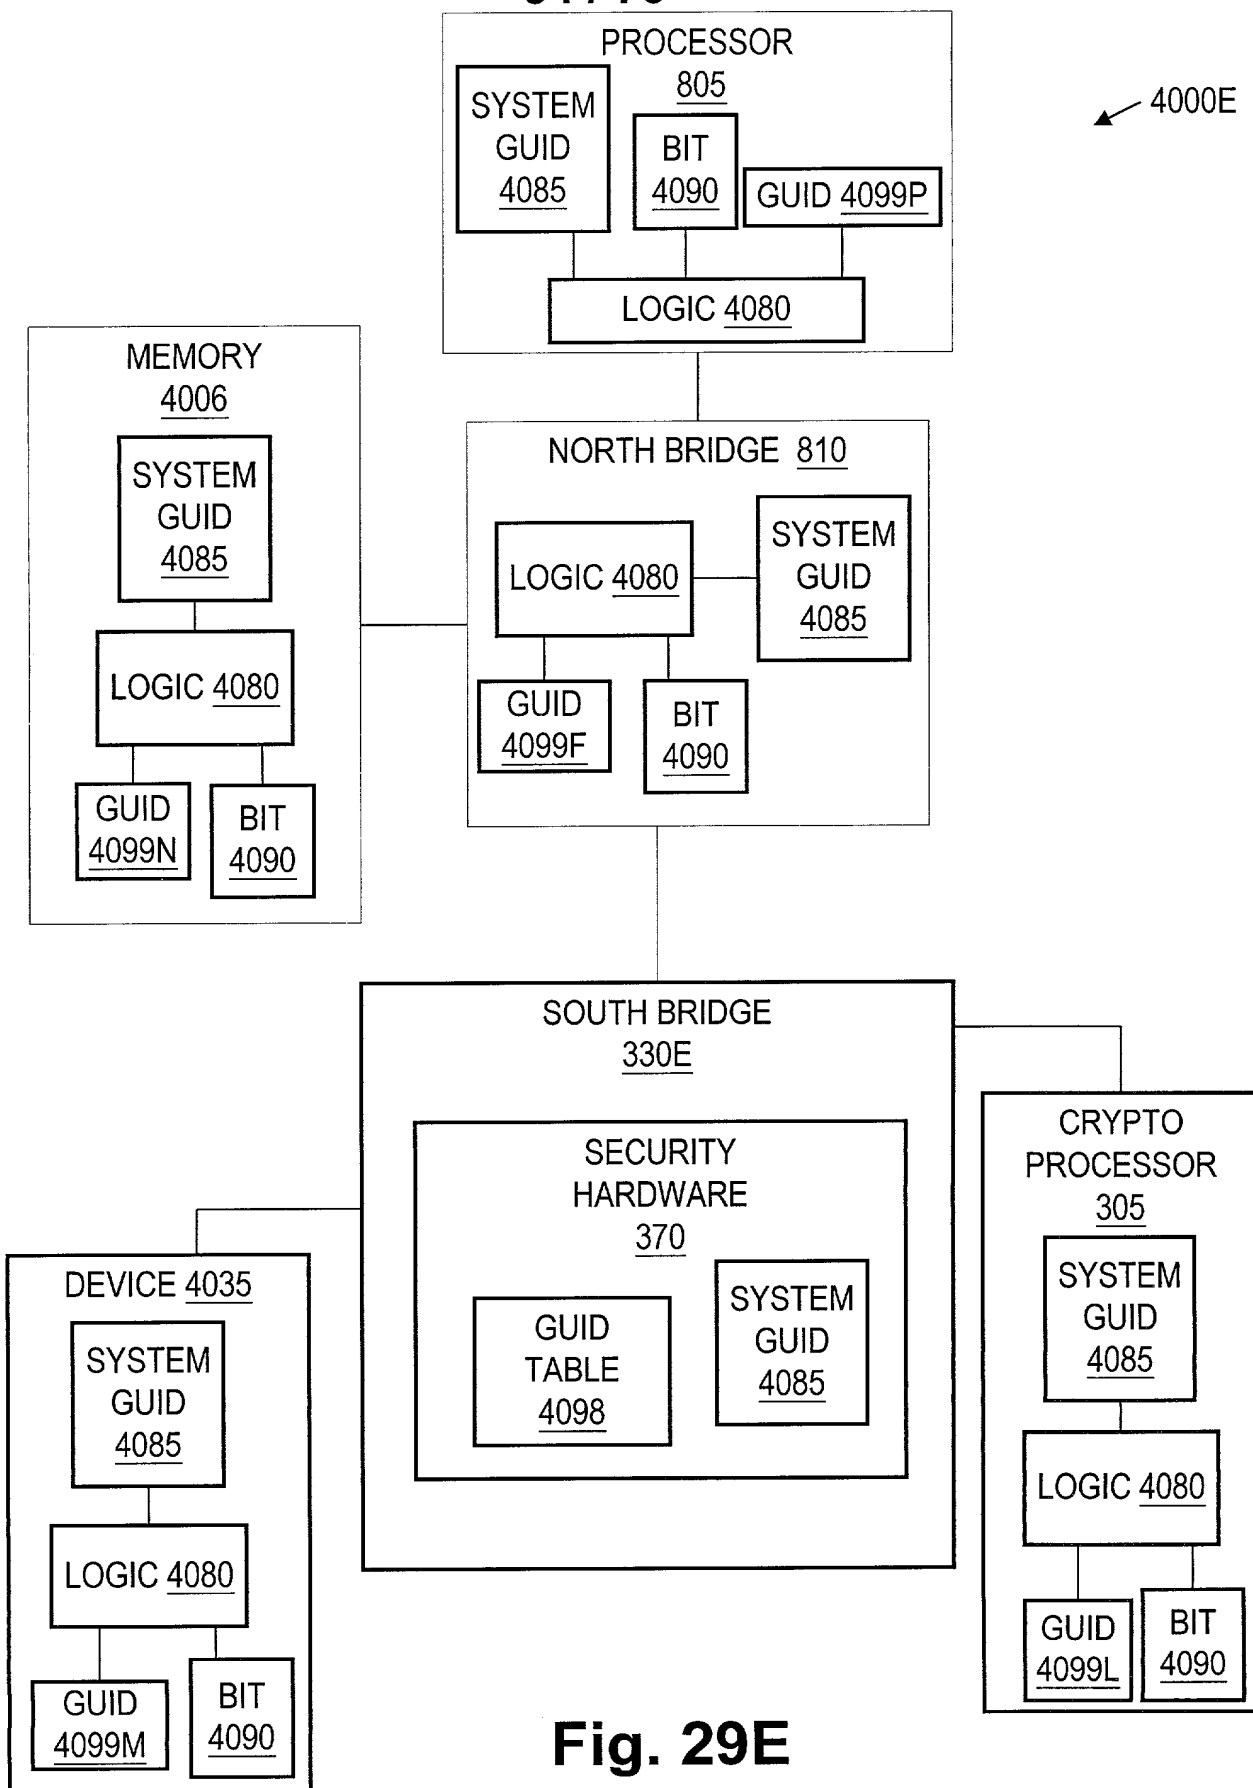 PROCESSOR
805
SYSTEM
GUID
4085
BIT
4090
GUID 4099P
LOGIC 4080
4000E
MEMORY
4006
SYSTEM
GUID
4085
LOGIC 4080
GUID
4099N
BIT
4090
NORTH BRIDGE 810
LOGIC 4080
SYSTEM
GUID
4085
GUID
4099F
BIT
4090
SOUTH BRIDGE
330E
SECURITY
HARDWARE
370
GUID
TABLE
4098
SYSTEM
GUID
4085
CRYPTO
PROCESSOR
305
SYSTEM
GUID
4085
LOGIC 4080
GUID
4099L
BIT
4090
DEVICE 4035
SYSTEM
GUID
4085
LOGIC 4080
GUID
4099M
BIT
4090
Fig. 29E